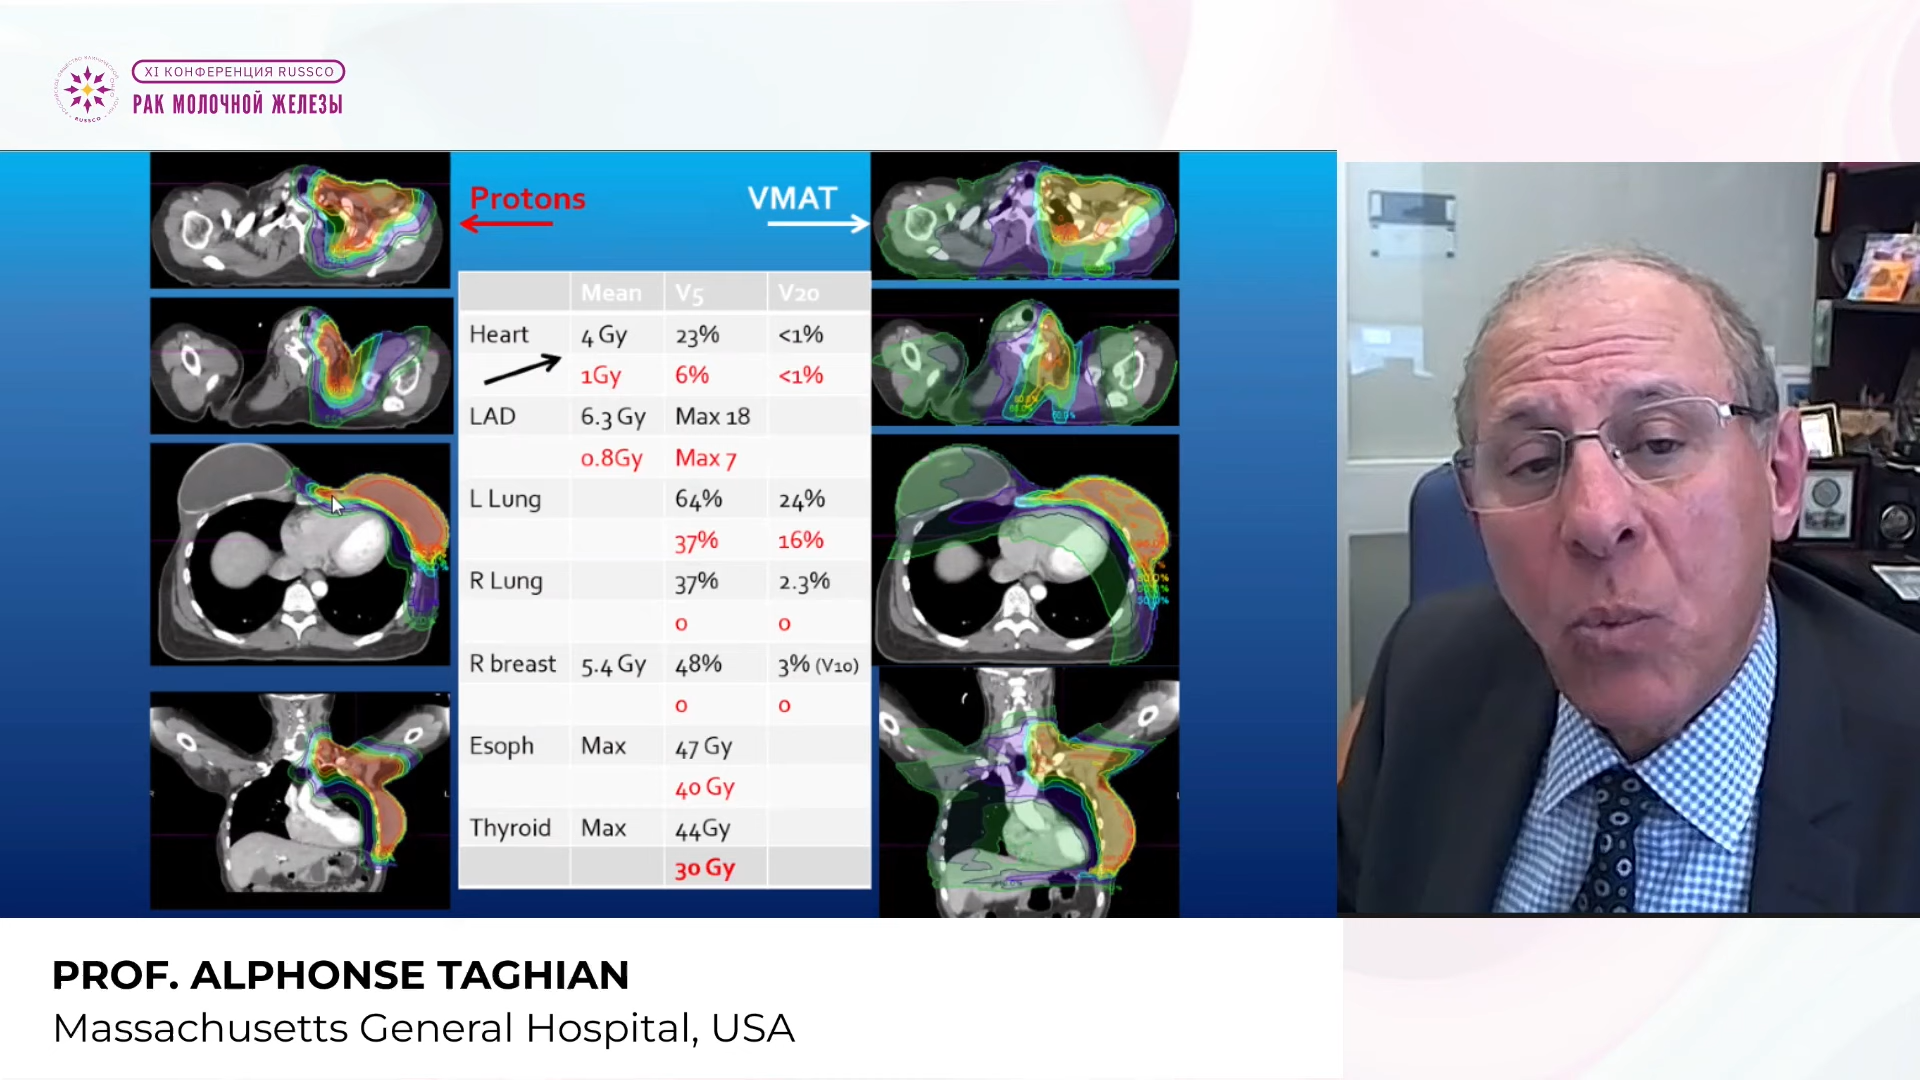 XI КОНФЕРЕНЦИЯ RUSSCO
РАК МОЛОЧНОЙ ЖЕЛЕЗЫ
RUSSCO
Protons
VMAT
Mean V5 V20
Heart 4 Gy 23% <1%
1Gy 6% <1%
LAD 6.3 Gy Max 18
0.8Gy Max 7
L Lung 64% 24%
37% 16%
R Lung 37% 2.3%
0 0
R breast 5.4 Gy 48% 3% (V10)
0 0
Esoph Max 47 Gy
40 Gy
Thyroid Max 44Gy
30 Gy
PROF. ALPHONSE TAGHIAN
Massachusetts General Hospital, USA